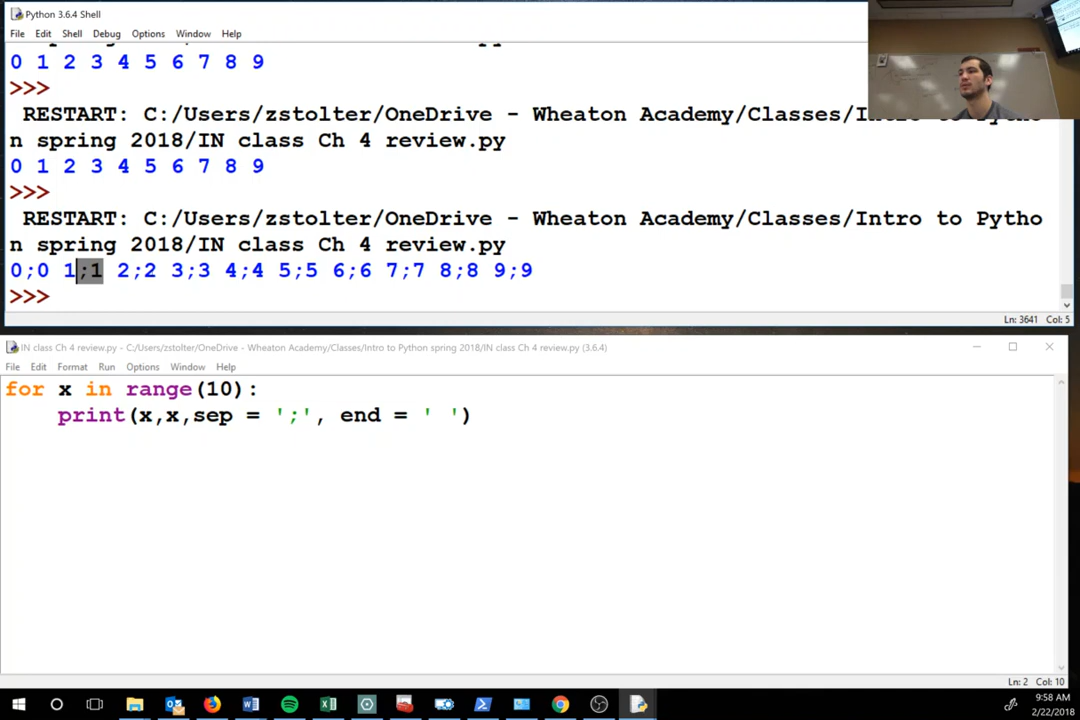 Python 3.6.4 Shell
File Edit Shell Debug Options Window Help
0 1 2 3 4 5 6 7 8 9
>>>
RESTART: C:/Users/zstolter/OneDrive - Wheaton Academy/Classes/Intro to Pytho
n spring 2018/IN class Ch 4 review.py
0 1 2 3 4 5 6 7 8 9
>>>
RESTART: C:/Users/zstolter/OneDrive - Wheaton Academy/Classes/Intro to Pytho
n spring 2018/IN class Ch 4 review.py
0;0 1;1 2;2 3;3 4;4 5;5 6;6 7;7 8;8 9;9
>>>
Ln: 3641 Col: 5
IN class Ch 4 review.py - C:/Users/zstolter/OneDrive - Wheaton Academy/Classes/Intro to Python spring 2018/IN class Ch 4 review.py (3.6.4)
File Edit Format Run Options Window Help
for x in range(10):
    print(x,x,sep = ';', end = ' ')
Ln: 2 Col: 10
9:58 AM
2/22/2018